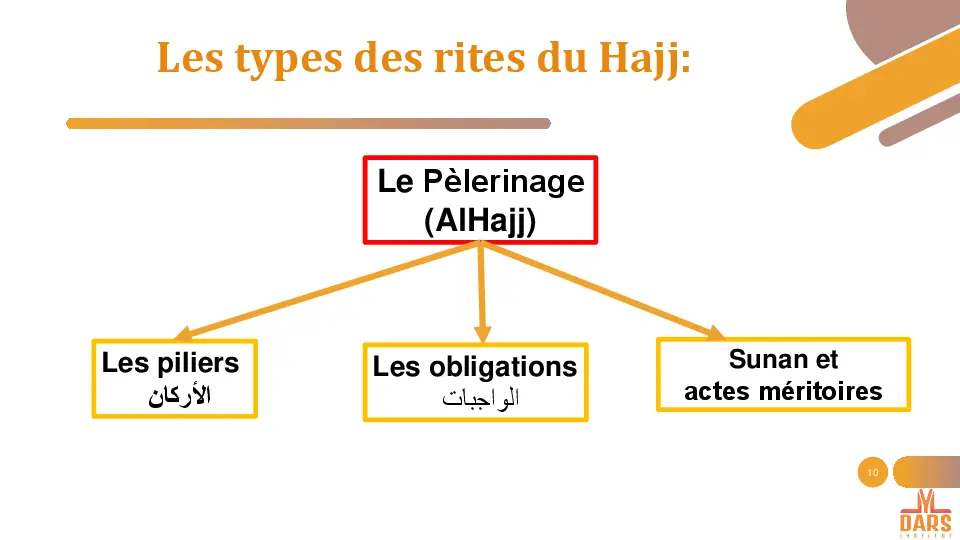 Les types des rites du Hajj:
Le Pèlerinage
(AlHajj)
Les piliers
الأركان
Les obligations
الواجبات
Sunan et
actes méritoires
10
DARS
INSTITUT